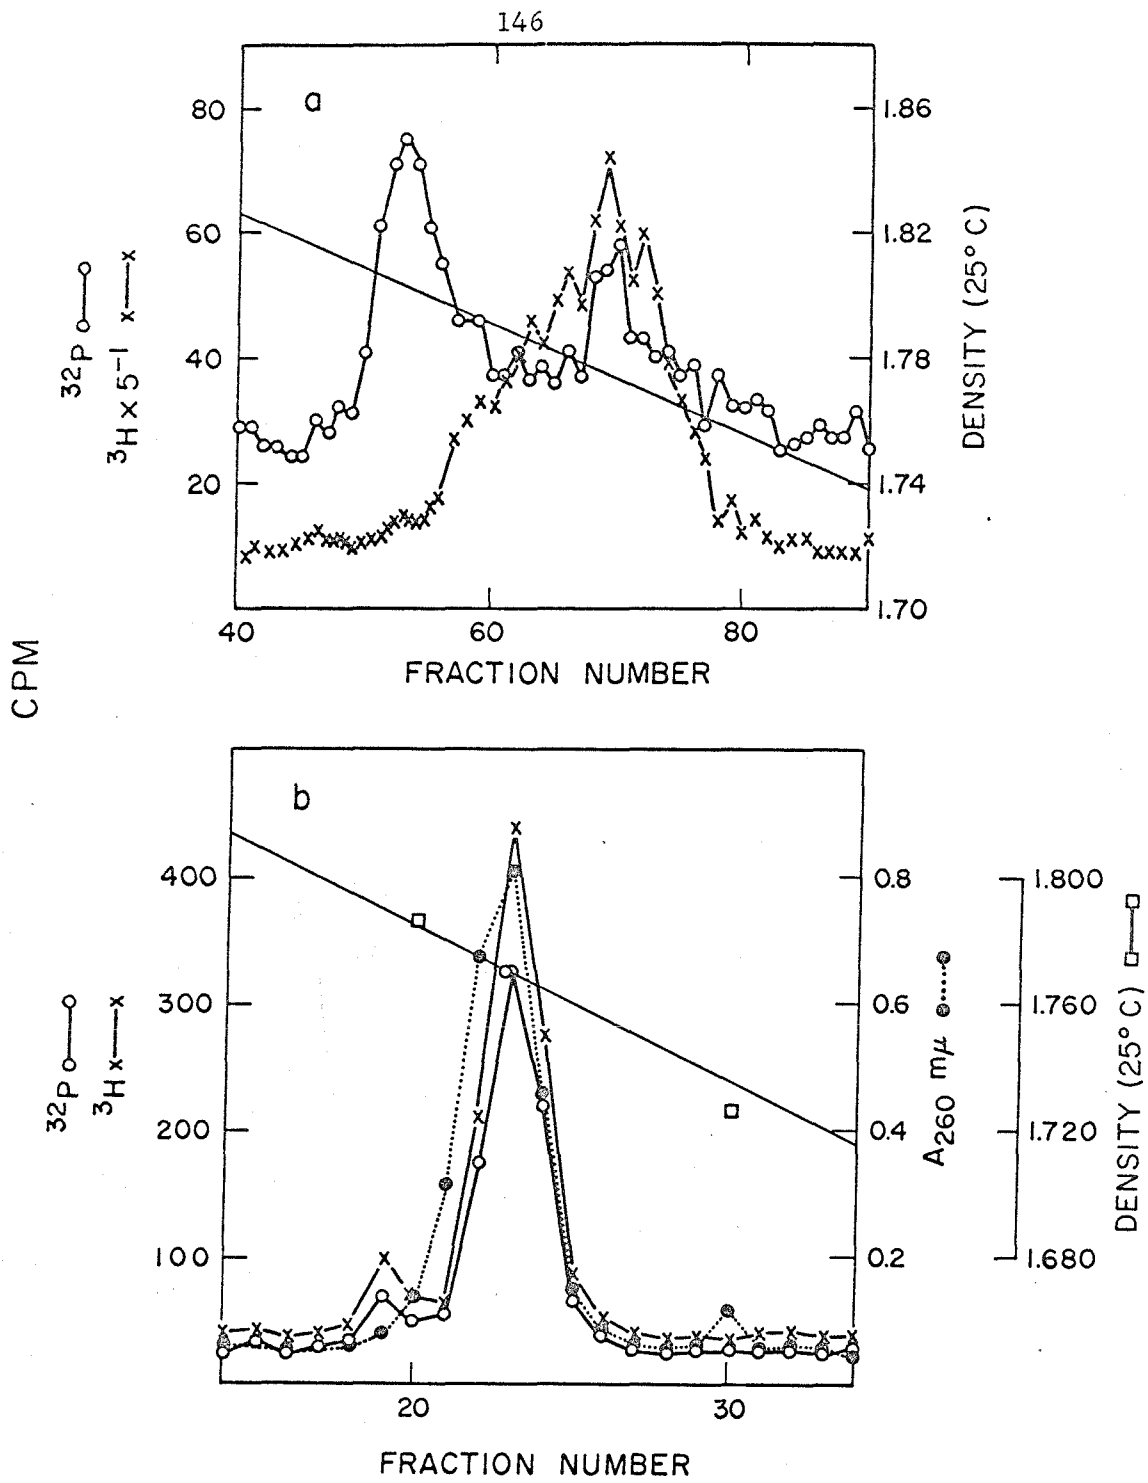 146
a
80
60
40
20
1.86
1.82
1.78
1.74
1.70
40 60 80
FRACTION NUMBER
32P
3H x 5-1
DENSITY (25° C)
CPM
b
400
300
200
100
0.8
0.6
0.4
0.2
1.800
1.760
1.720
1.680
20 30
FRACTION NUMBER
32P
3H
A260 mμ
DENSITY (25° C)